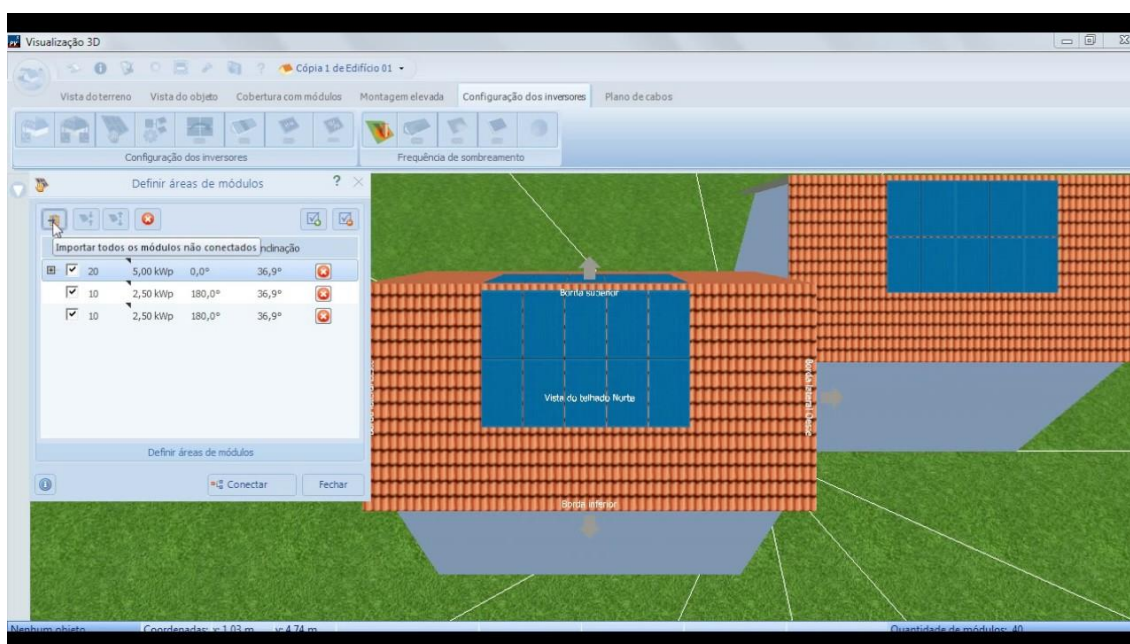 PV Visualização 3D
Cópia 1 de Edifício 01
Vista do terreno Vista do objeto Cobertura com módulos Montagem elevada Configuração dos inversores Plano de cabos
Configuração dos inversores Frequência de sombreamento
Definir áreas de módulos ?
Importar todos os módulos não conectados nclinação
20 5,00 kWp 0,0° 36,9°
10 2,50 kWp 180,0° 36,9°
10 2,50 kWp 180,0° 36,9°
Definir áreas de módulos
Conectar Fechar
Borda superior
Vista do telhado Norte
Borda inferior
Nenhum objeto Coordenadas: x: 1,03 m y: 4,74 m Quantidade de módulos: 40